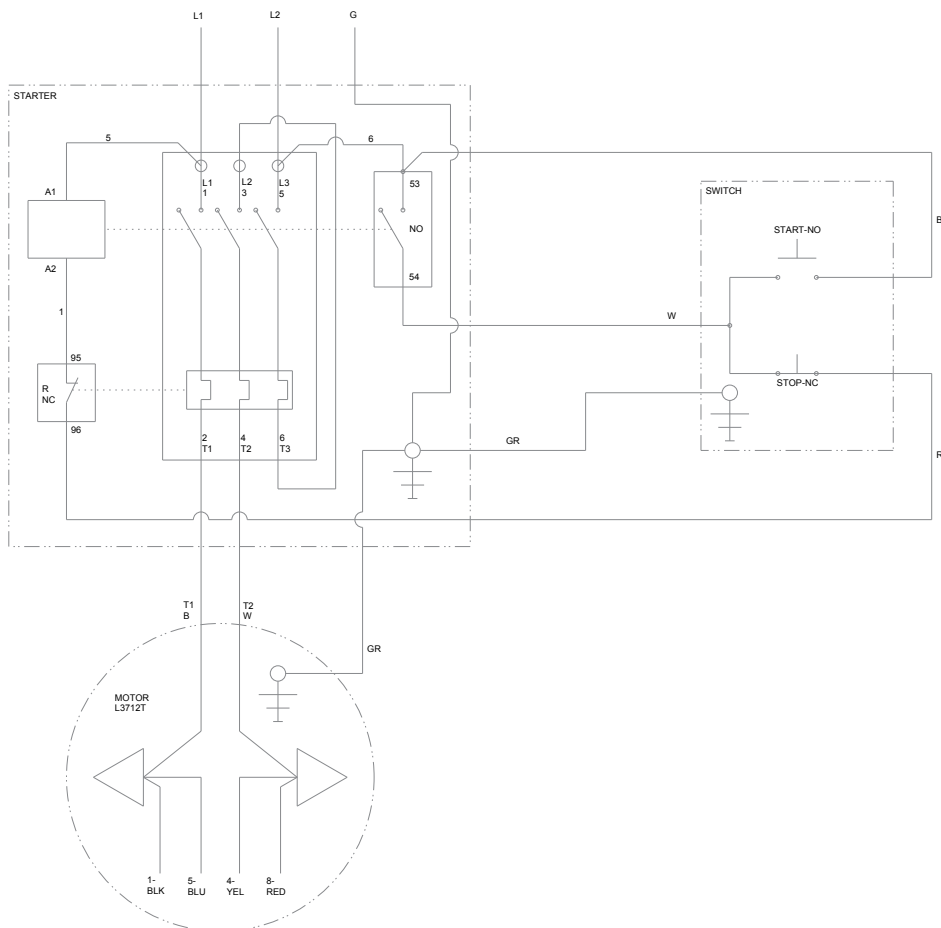 L1
L2
G
STARTER
5
6
A1
L1
1
L2
3
L3
5
53
SWITCH
B
START-NO
NO
A2
54
1
W
95
R
NC
STOP-NC
96
2
T1
4
T2
6
T3
GR
R
T1
B
T2
W
GR
MOTOR
L3712T
1-
BLK
5-
BLU
4-
YEL
8-
RED